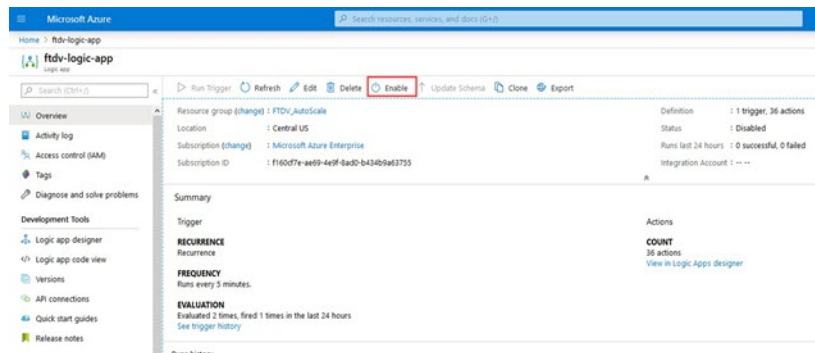 Microsoft Azure
Search resources, services, and docs (G+/)
Home > ftdv-logic-app
ftdv-logic-app
Logic app
Search (Ctrl+/)
Run Trigger Refresh Edit Delete Enable Update Schema Clone Export
Overview
Activity log
Access control (IAM)
Tags
Diagnose and solve problems
Development Tools
Logic app designer
Logic app code view
Versions
API connections
Quick start guides
Release notes
Resource group (change) : FTDV_AutoScale
Location : Central US
Subscription (change) : Microsoft Azure Enterprise
Subscription ID : f160cf7e-ae69-4e9f-8ad0-b434b9a63755
Definition : 1 trigger, 36 actions
Status : Disabled
Runs last 24 hours : 0 successful, 0 failed
Integration Account : -- --
Summary
Trigger
RECURRENCE
Recurrence
FREQUENCY
Runs every 5 minutes.
EVALUATION
Evaluated 2 times, fired 1 times in the last 24 hours
See trigger history
Actions
COUNT
36 actions
View in Logic Apps designer